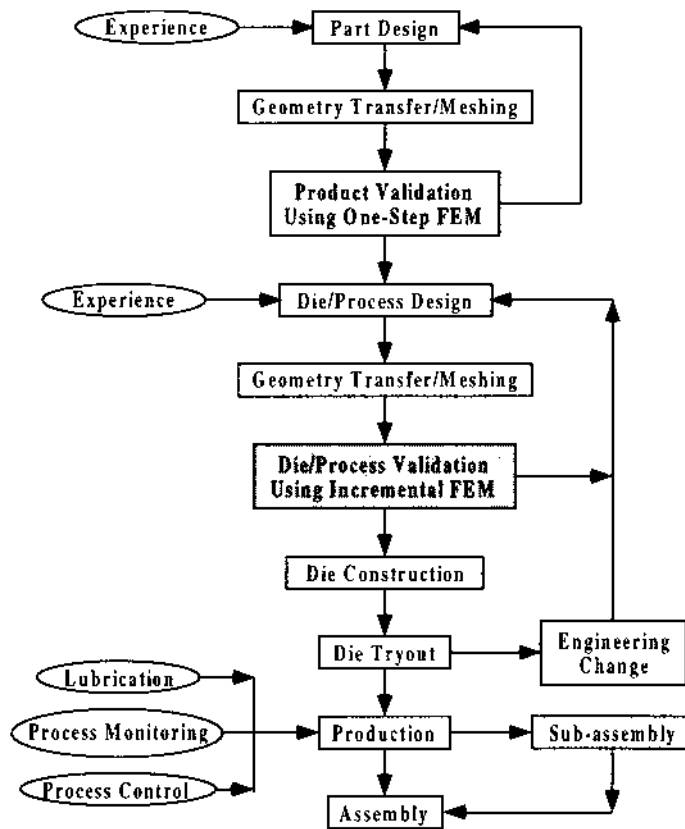 Experience
Part Design
Geometry Transfer/Meshing
Product Validation
Using One-Step FEM
Experience
Die/Process Design
Geometry Transfer/Meshing
Die/Process Validation
Using Incremental FEM
Die Construction
Die Tryout
Engineering
Change
Lubrication
Process Monitoring
Production
Sub-assembly
Process Control
Assembly